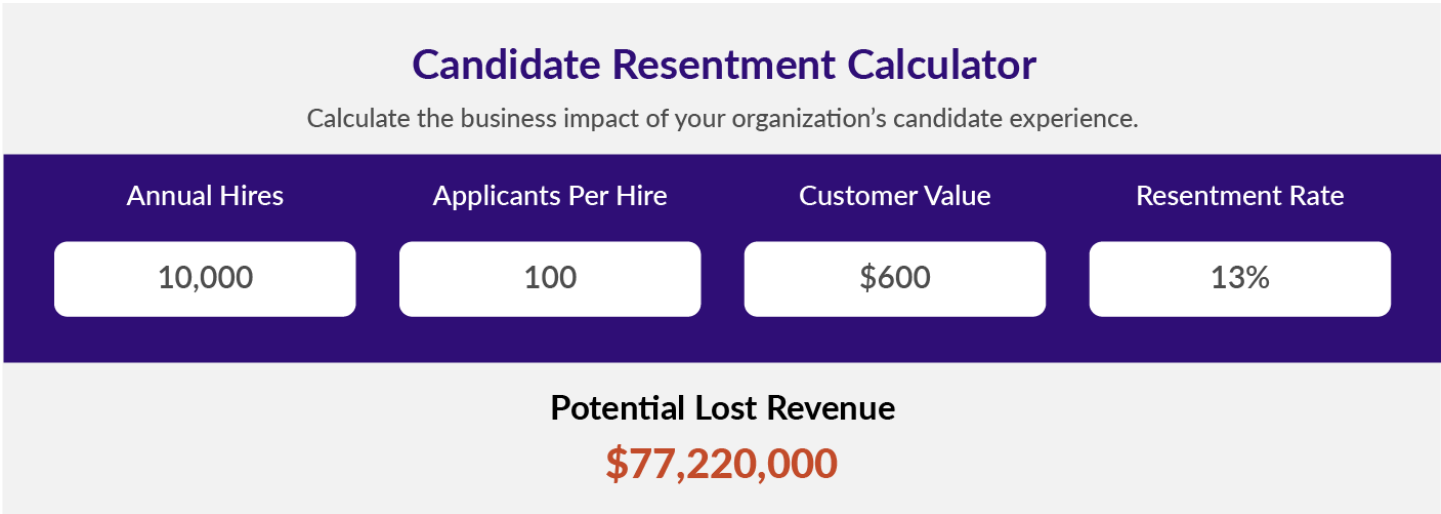 Candidate Resentment Calculator
Calculate the business impact of your organization’s candidate experience.
Annual Hires Applicants Per Hire Customer Value Resentment Rate
10,000 100 $600 13%
Potential Lost Revenue
$77,220,000